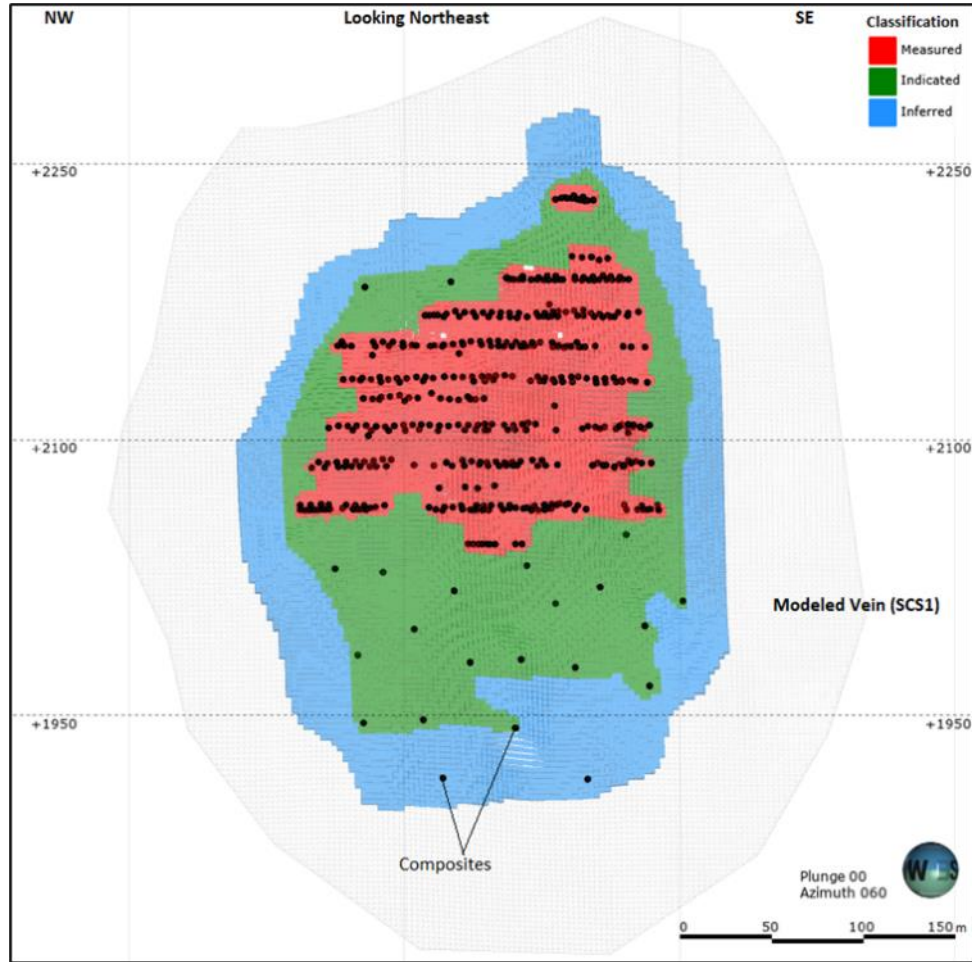 NW
Looking Northeast
SE
Classification
Measured
Indicated
Inferred
+2250
+2250
+2100
+2100
Modeled Vein (SCS1)
+1950
+1950
Composites
Plunge 00
Azimuth 060
W
S
0
50
100
150 m